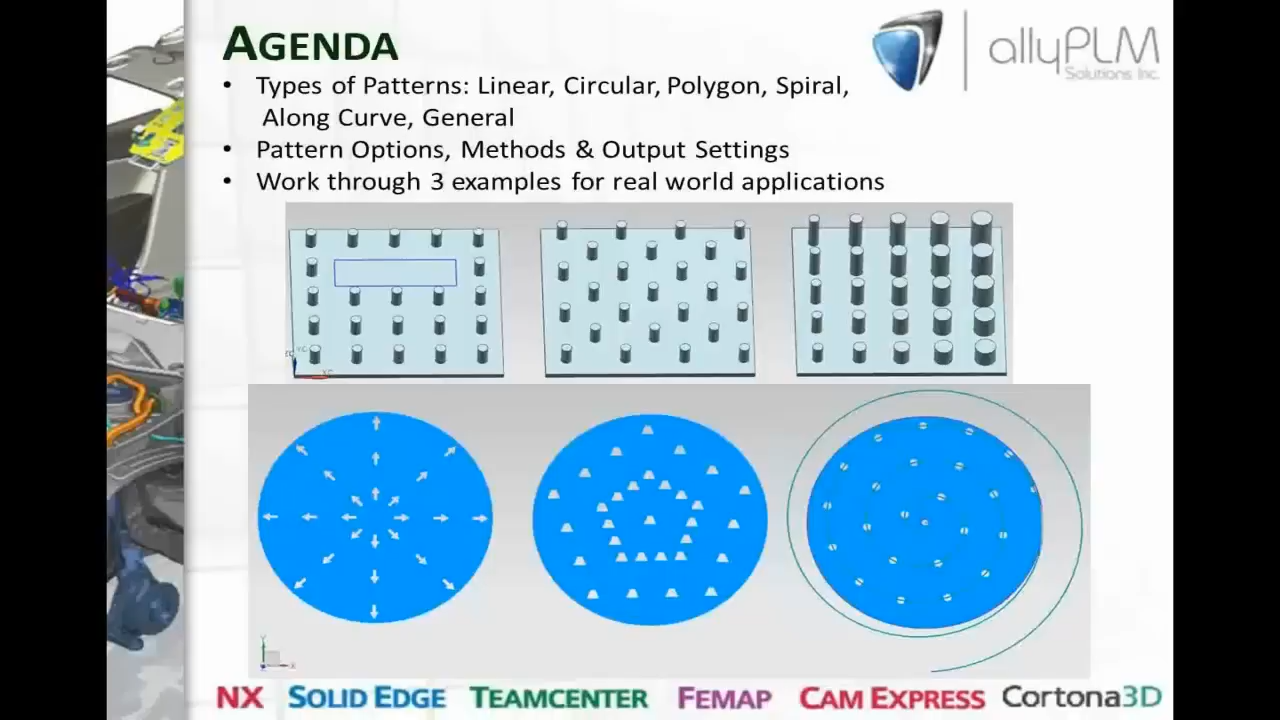 AGENDA
allyPLM
Solutions Inc.
• Types of Patterns: Linear, Circular, Polygon, Spiral,
Along Curve, General
• Pattern Options, Methods & Output Settings
• Work through 3 examples for real world applications
NX SOLID EDGE TEAMCENTER FEMAP CAM EXPRESS Cortona3D